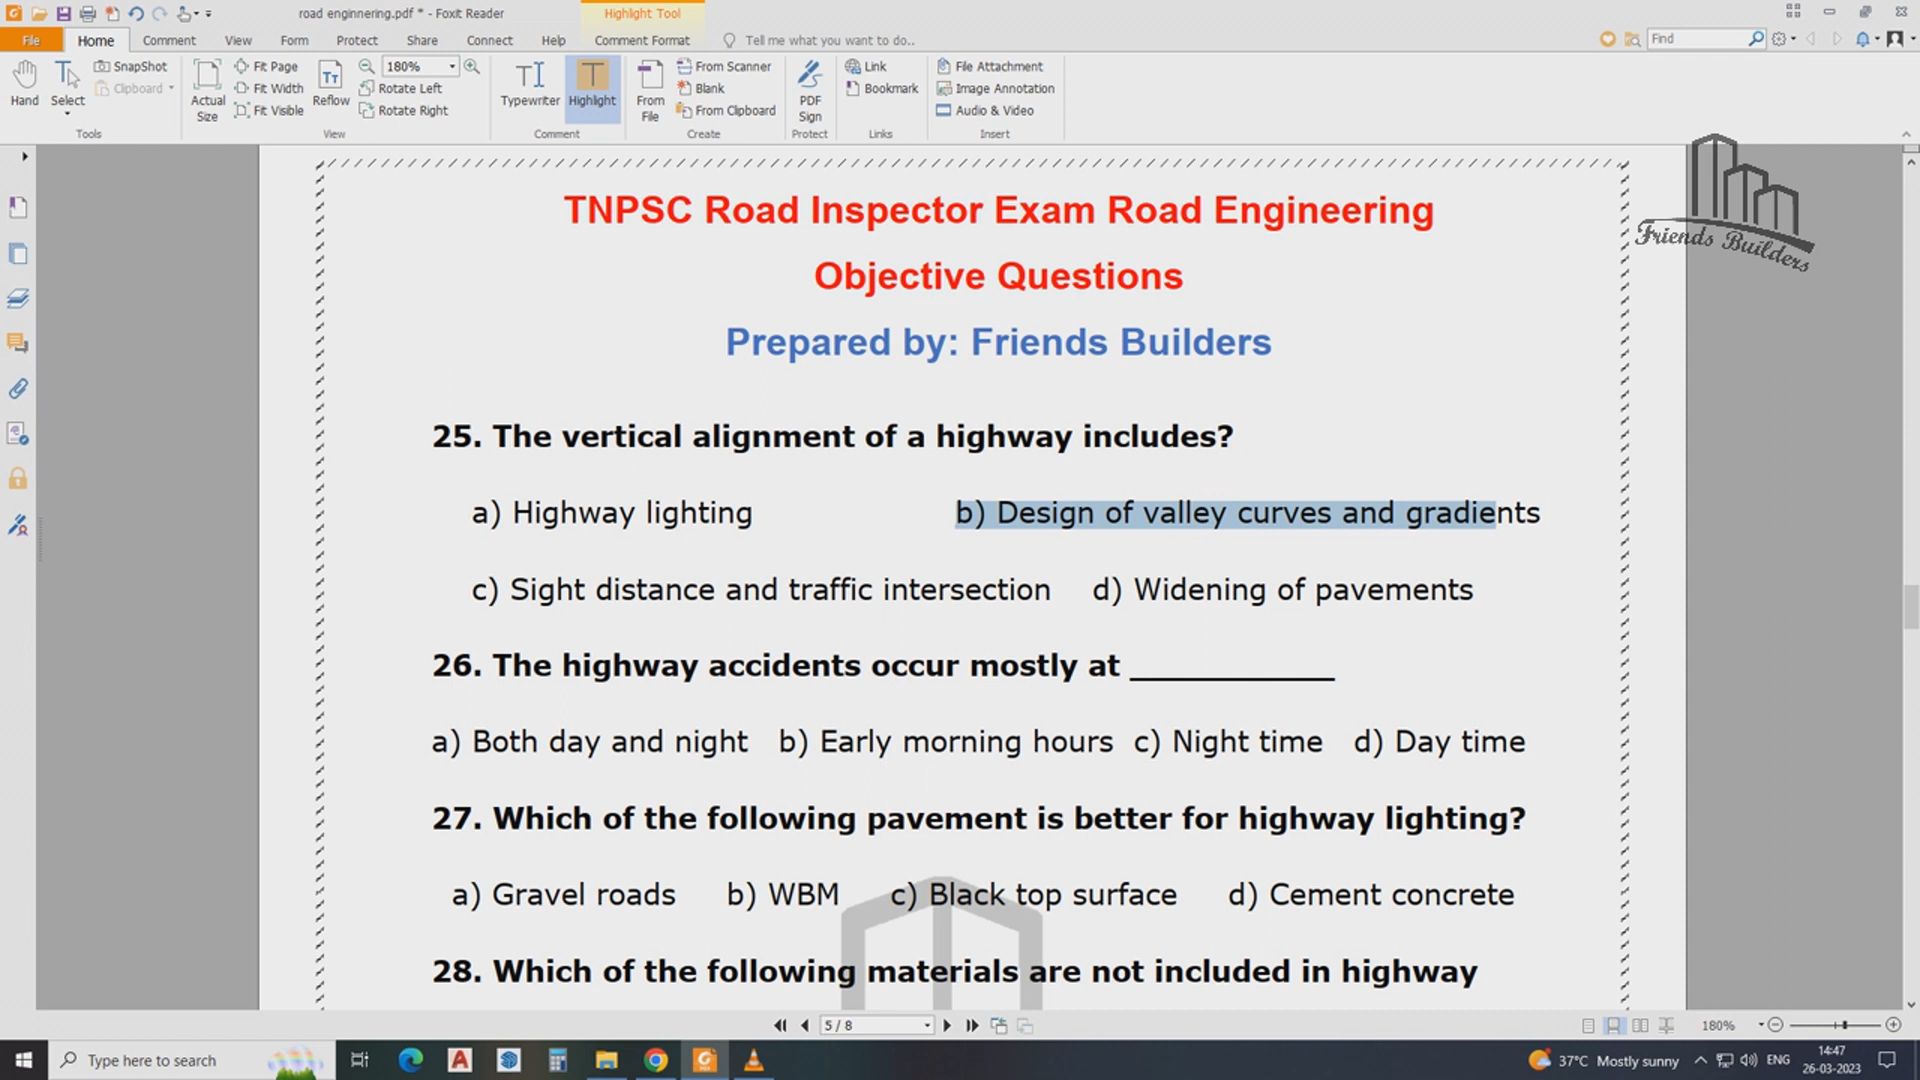 road enginnering.pdf * - Foxit Reader
Highlight Tool
File Home Comment View Form Protect Share Connect Help Comment Format Tell me what you want to do.. Find
Hand Select SnapShot Clipboard Tools
Actual Size Fit Page Fit Width Fit Visible Reflow 180% Rotate Left Rotate Right View
Typewriter Highlight Comment
From File From Scanner Blank From Clipboard Create
PDF Sign Protect
Link Bookmark Links
File Attachment Image Annotation Audio & Video Insert
Friends Builders
TNPSC Road Inspector Exam Road Engineering
Objective Questions
Prepared by: Friends Builders
25. The vertical alignment of a highway includes?
a) Highway lighting b) Design of valley curves and gradients
c) Sight distance and traffic intersection d) Widening of pavements
26. The highway accidents occur mostly at ____________
a) Both day and night b) Early morning hours c) Night time d) Day time
27. Which of the following pavement is better for highway lighting?
a) Gravel roads b) WBM c) Black top surface d) Cement concrete
28. Which of the following materials are not included in highway
5 / 8 180%
Type here to search 37°C Mostly sunny ENG 14:47
26-03-2023